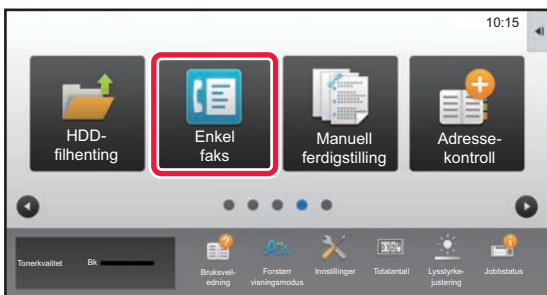 10:15
HDD-
filhenting
Enkel
faks
Manuell
ferdigstilling
Adresse-
kontroll
Tonerkvalitet
Bk
Bruksveil-
edning
Forstørr
visningsmodus
Innstillinger
Totalantall
Lysstyrke-
justering
Jobbstatus